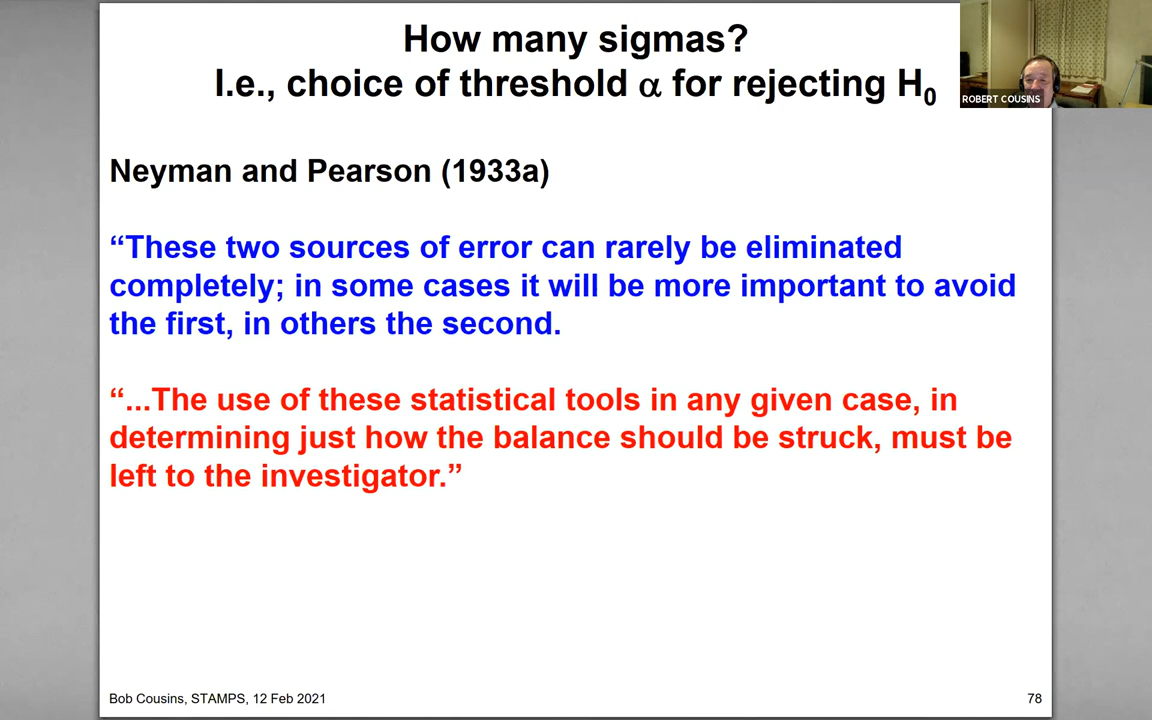 How many sigmas?
I.e., choice of threshold α for rejecting H₀
ROBERT COUSINS
Neyman and Pearson (1933a)
“These two sources of error can rarely be eliminated
completely; in some cases it will be more important to avoid
the first, in others the second.
“...The use of these statistical tools in any given case, in
determining just how the balance should be struck, must be
left to the investigator.”
Bob Cousins, STAMPS, 12 Feb 2021
78